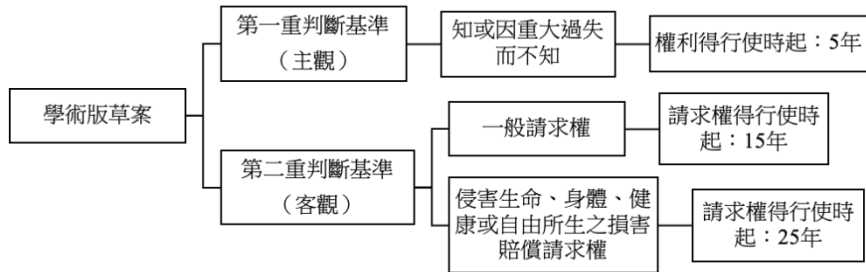 學術版草案
第一重判斷基準
（主觀）
知或因重大過失
而不知
權利得行使時起：5年
第二重判斷基準
（客觀）
一般請求權
請求權得行使時
起：15年
侵害生命、身體、健
康或自由所生之損害
賠償請求權
請求權得行使時
起：25年